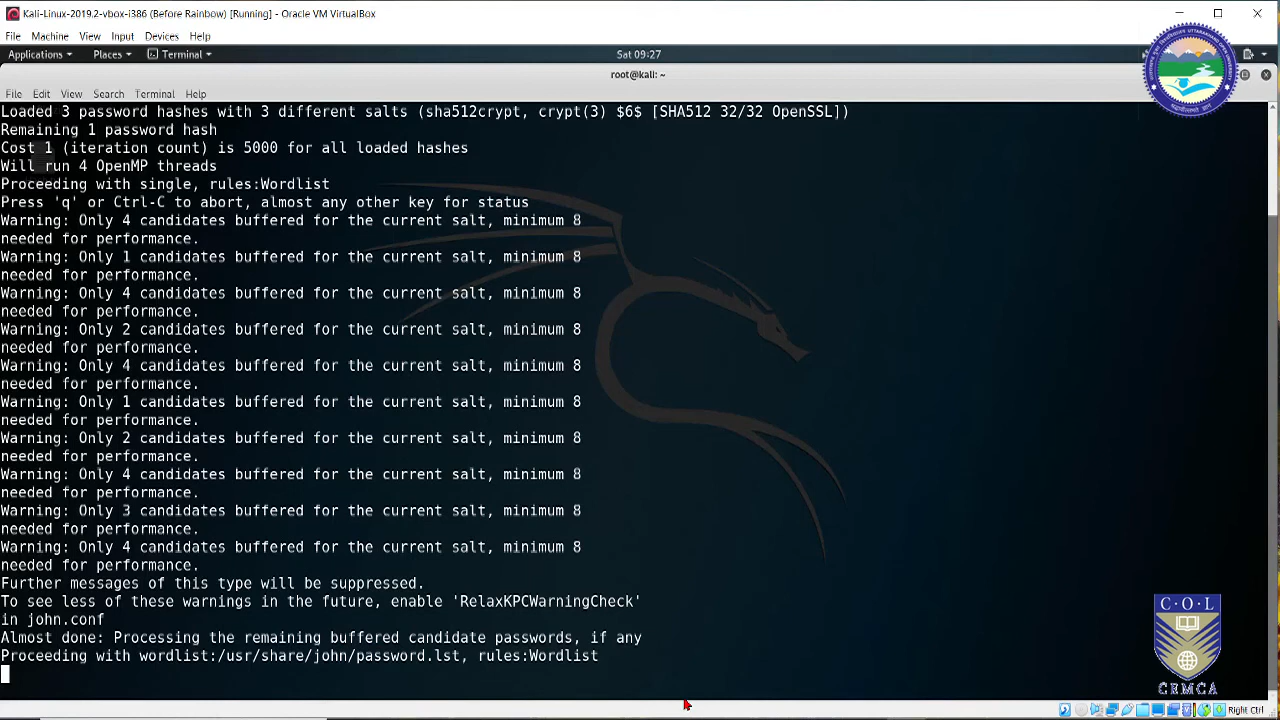 Kali-Linux-2019.2-vbox-i386 (Before Rainbow) [Running] - Oracle VM VirtualBox
File Machine View Input Devices Help
Applications Places Terminal Sat 09:27
root@kali: ~
File Edit View Search Terminal Help
Loaded 3 password hashes with 3 different salts (sha512crypt, crypt(3) $6$ [SHA512 32/32 OpenSSL])
Remaining 1 password hash
Cost 1 (iteration count) is 5000 for all loaded hashes
Will run 4 OpenMP threads
Proceeding with single, rules:Wordlist
Press 'q' or Ctrl-C to abort, almost any other key for status
Warning: Only 4 candidates buffered for the current salt, minimum 8
needed for performance.
Warning: Only 1 candidates buffered for the current salt, minimum 8
needed for performance.
Warning: Only 4 candidates buffered for the current salt, minimum 8
needed for performance.
Warning: Only 2 candidates buffered for the current salt, minimum 8
needed for performance.
Warning: Only 4 candidates buffered for the current salt, minimum 8
needed for performance.
Warning: Only 1 candidates buffered for the current salt, minimum 8
needed for performance.
Warning: Only 2 candidates buffered for the current salt, minimum 8
needed for performance.
Warning: Only 4 candidates buffered for the current salt, minimum 8
needed for performance.
Warning: Only 3 candidates buffered for the current salt, minimum 8
needed for performance.
Warning: Only 4 candidates buffered for the current salt, minimum 8
needed for performance.
Further messages of this type will be suppressed.
To see less of these warnings in the future, enable 'RelaxKPCWarningCheck'
in john.conf
Almost done: Processing the remaining buffered candidate passwords, if any
Proceeding with wordlist:/usr/share/john/password.lst, rules:Wordlist
C·O·L
CEMCA
Right Ctrl